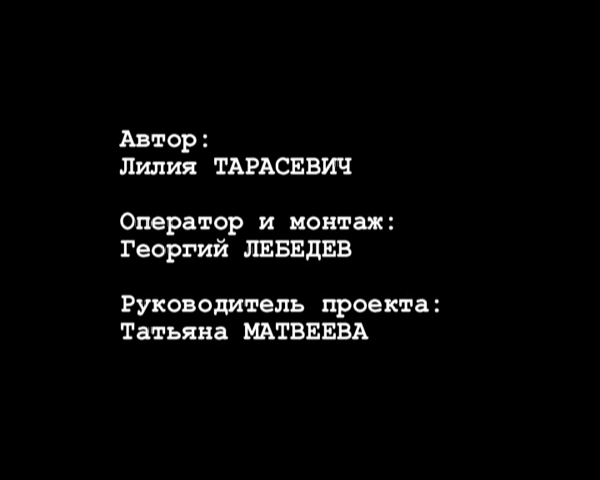 Автор:
Лилия ТАРАСЕВИЧ
Оператор и монтаж:
Георгий ЛЕБЕДЕВ
Руководитель проекта:
Татьяна МАТВЕЕВА